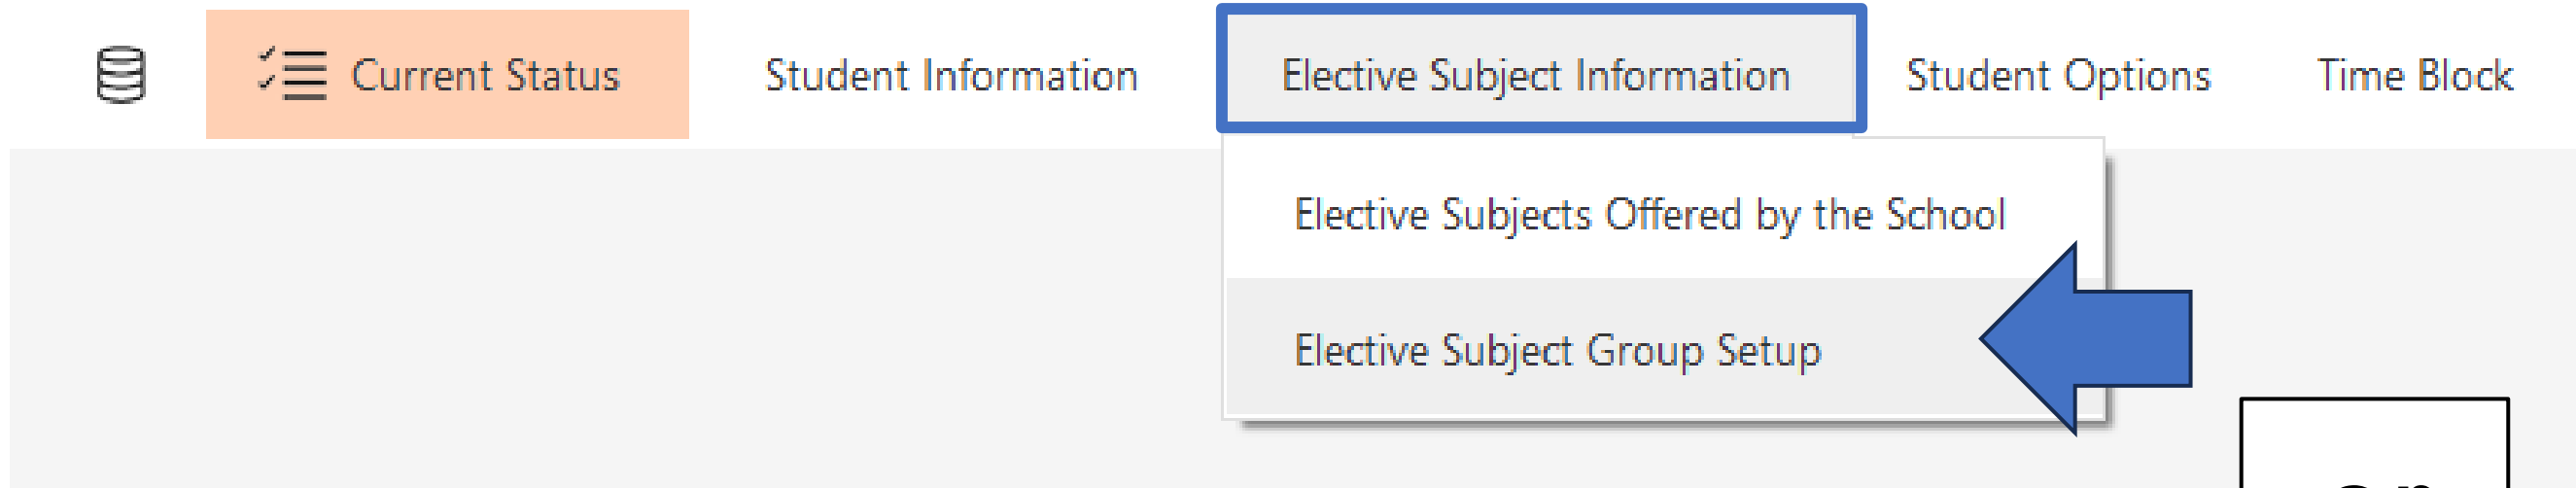 Current Status
Student Information
Elective Subject Information
Student Options
Time Block
Elective Subjects Offered by the School
Elective Subject Group Setup